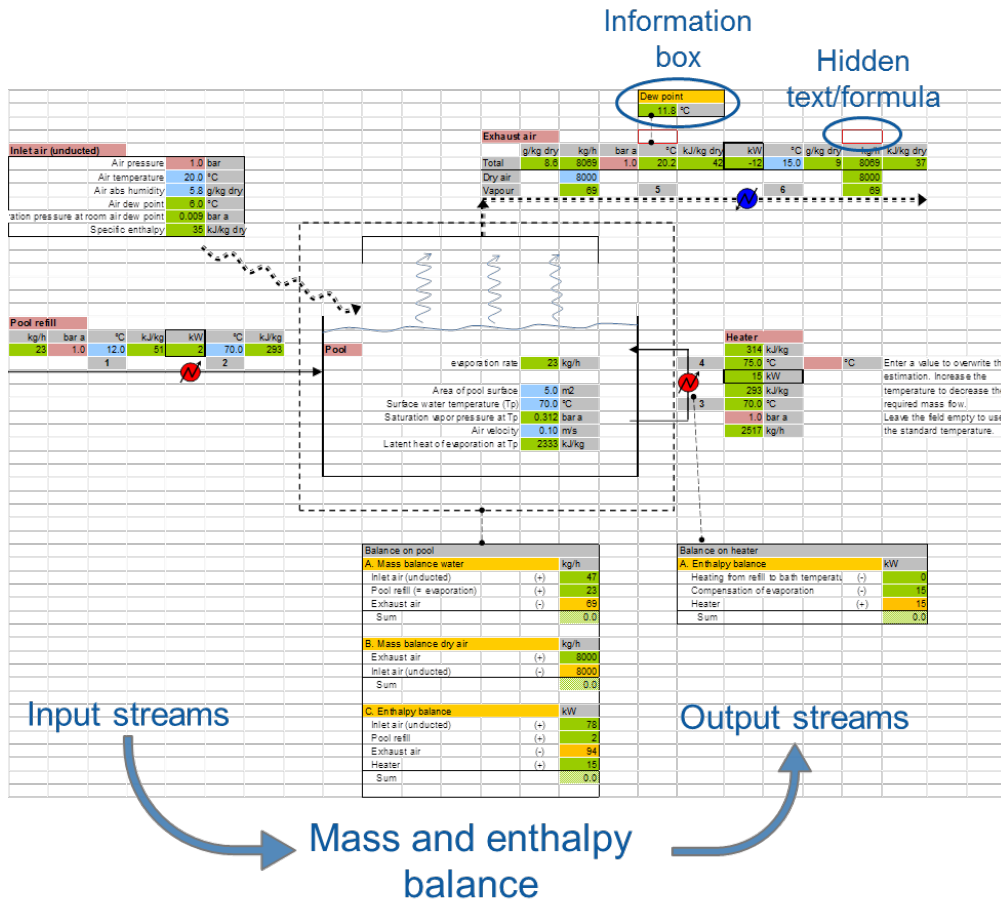 Information
box
Hidden
text/formula
Dew point
11.8 °C
Exhaust air
g/kg dry kg/h bar a °C kJ/kg dry kW °C g/kg dry kg/h kJ/kg dry
Total 8.6 8069 1.0 20.2 42 -12 15.0 9 8069 37
Dry air 8000 8000
Vapour 69 5 6 69
Inlet air (unducted)
Air pressure 1.0 bar
Air temperature 20.0 °C
Air abs humidity 5.8 g/kg dry
Air dew point 6.0 °C
ration pressure at room air dew point 0.009 bar a
Specific enthalpy 35 kJ/kg dry
Pool refill
kg/h bar a °C kJ/kg kW °C kJ/kg
23 1.0 12.0 51 2 70.0 293
1 2
Pool
evaporation rate 23 kg/h
Area of pool surface 5.0 m2
Surface water temperature (Tp) 70.0 °C
Saturation vapor pressure at Tp 0.312 bar a
Air velocity 0.10 m/s
Latent heat of evaporation at Tp 2333 kJ/kg
Heater
314 kJ/kg
4 75.0 °C °C Enter a value to overwrite th
15 kW estimation. Increase the
293 kJ/kg temperature to decrease the
3 70.0 °C required mass flow.
1.0 bar a Leave the field empty to use
2517 kg/h the standard temperature.
Balance on pool
A. Mass balance water kg/h
Inlet air (unducted) (+) 47
Pool refill (= evaporation) (+) 23
Exhaust air (-) 69
Sum 0.0
B. Mass balance dry air kg/h
Exhaust air (+) 8000
Inlet air (unducted) (-) 8000
Sum 0.0
C. Enthalpy balance kW
Inlet air (unducted) (+) 78
Pool refill (+) 2
Exhaust air (-) 94
Heater (+) 15
Sum 0.0
Balance on heater
A. Enthalpy balance kW
Heating from refill to bath temperatu (-) 0
Compensation of evaporation (-) 15
Heater (+) 15
Sum 0.0
Input streams
Output streams
Mass and enthalpy
balance